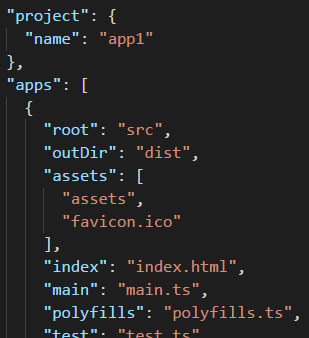 "project": {
"name": "app1"
},
"apps": [
{
"root": "src",
"outDir": "dist",
"assets": [
"assets",
"favicon.ico"
],
"index": "index.html",
"main": "main.ts",
"polyfills": "polyfills.ts",
"test": "test.ts"